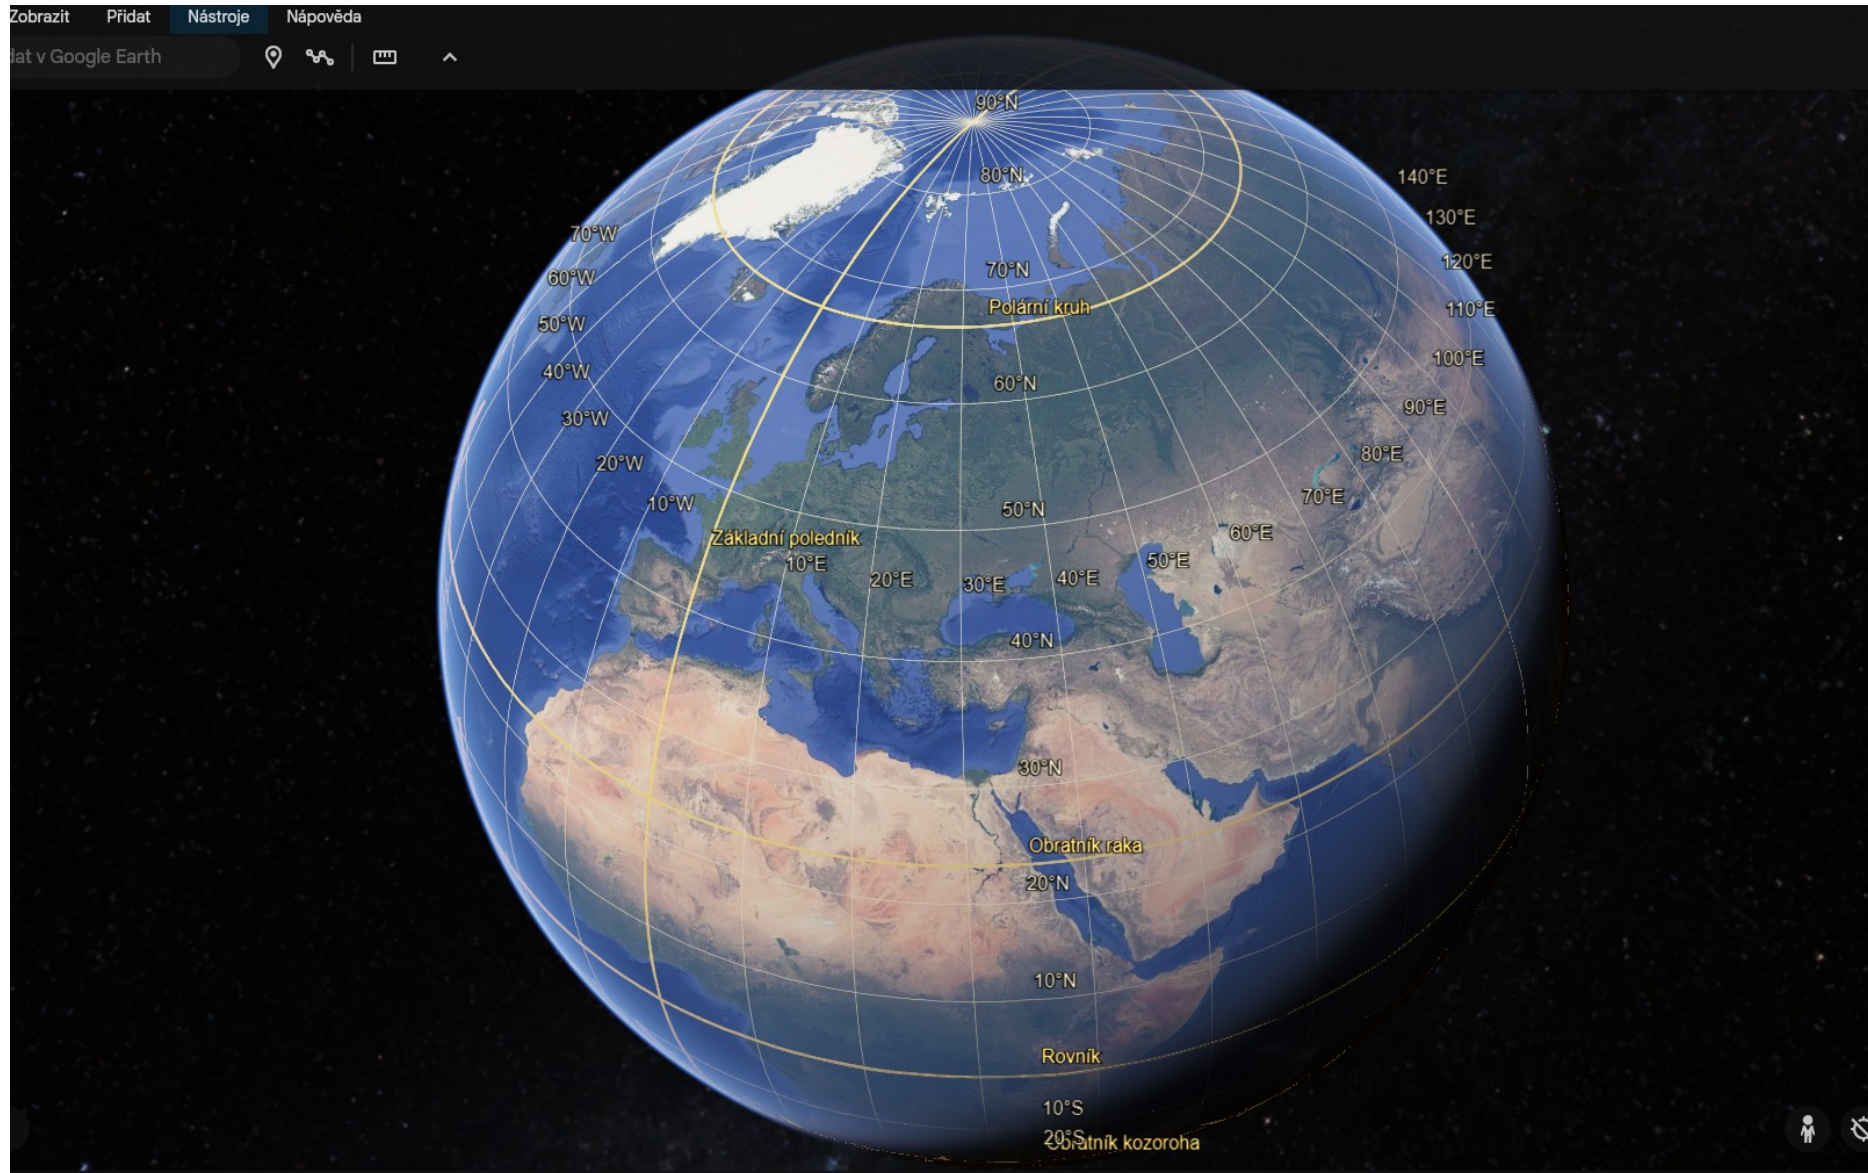 Zobrazit Přidat Nástroje Nápověda
dat v Google Earth
90°N
80°N
140°E
130°E
70°W
120°E
70°N
60°W
Polární kruh
110°E
50°W
100°E
40°W
60°N
90°E
30°W
80°E
20°W
70°E
10°W
50°N
60°E
Základní poledník
50°E
10°E
20°E
30°E
40°E
40°N
30°N
Obratník raka
20°N
10°N
Rovník
10°S
20°S
Obratník kozoroha